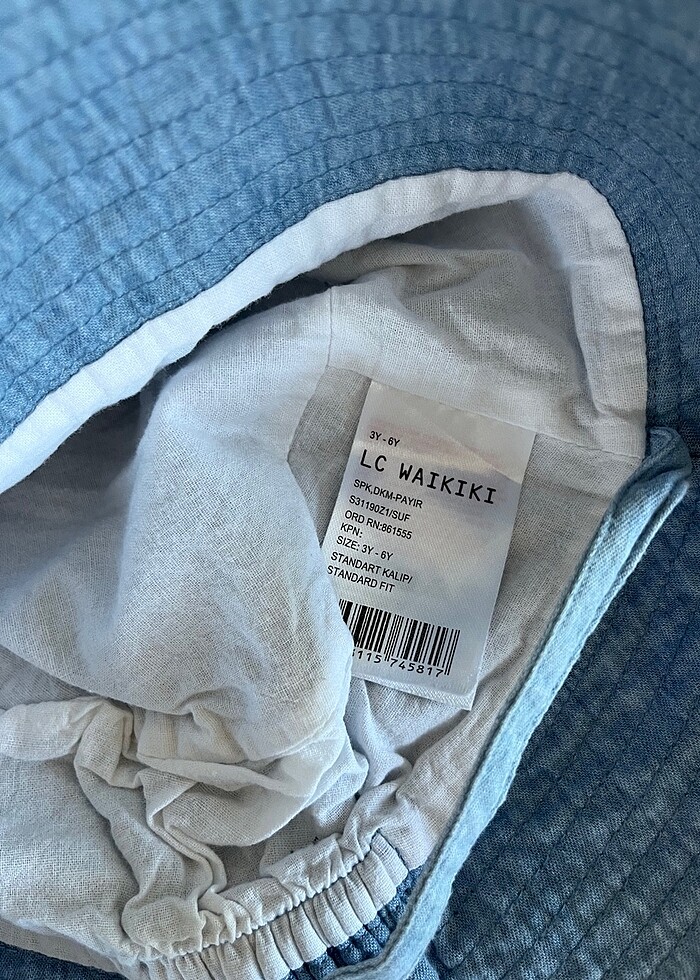 3Y - 6Y
LC WAIKIKI
SPK,DKM-PAYIR
S31190Z1/SUF
ORD RN:861555
KPN:
SIZE: 3Y - 6Y
STANDART KALIP/
STANDARD FIT
115 745817